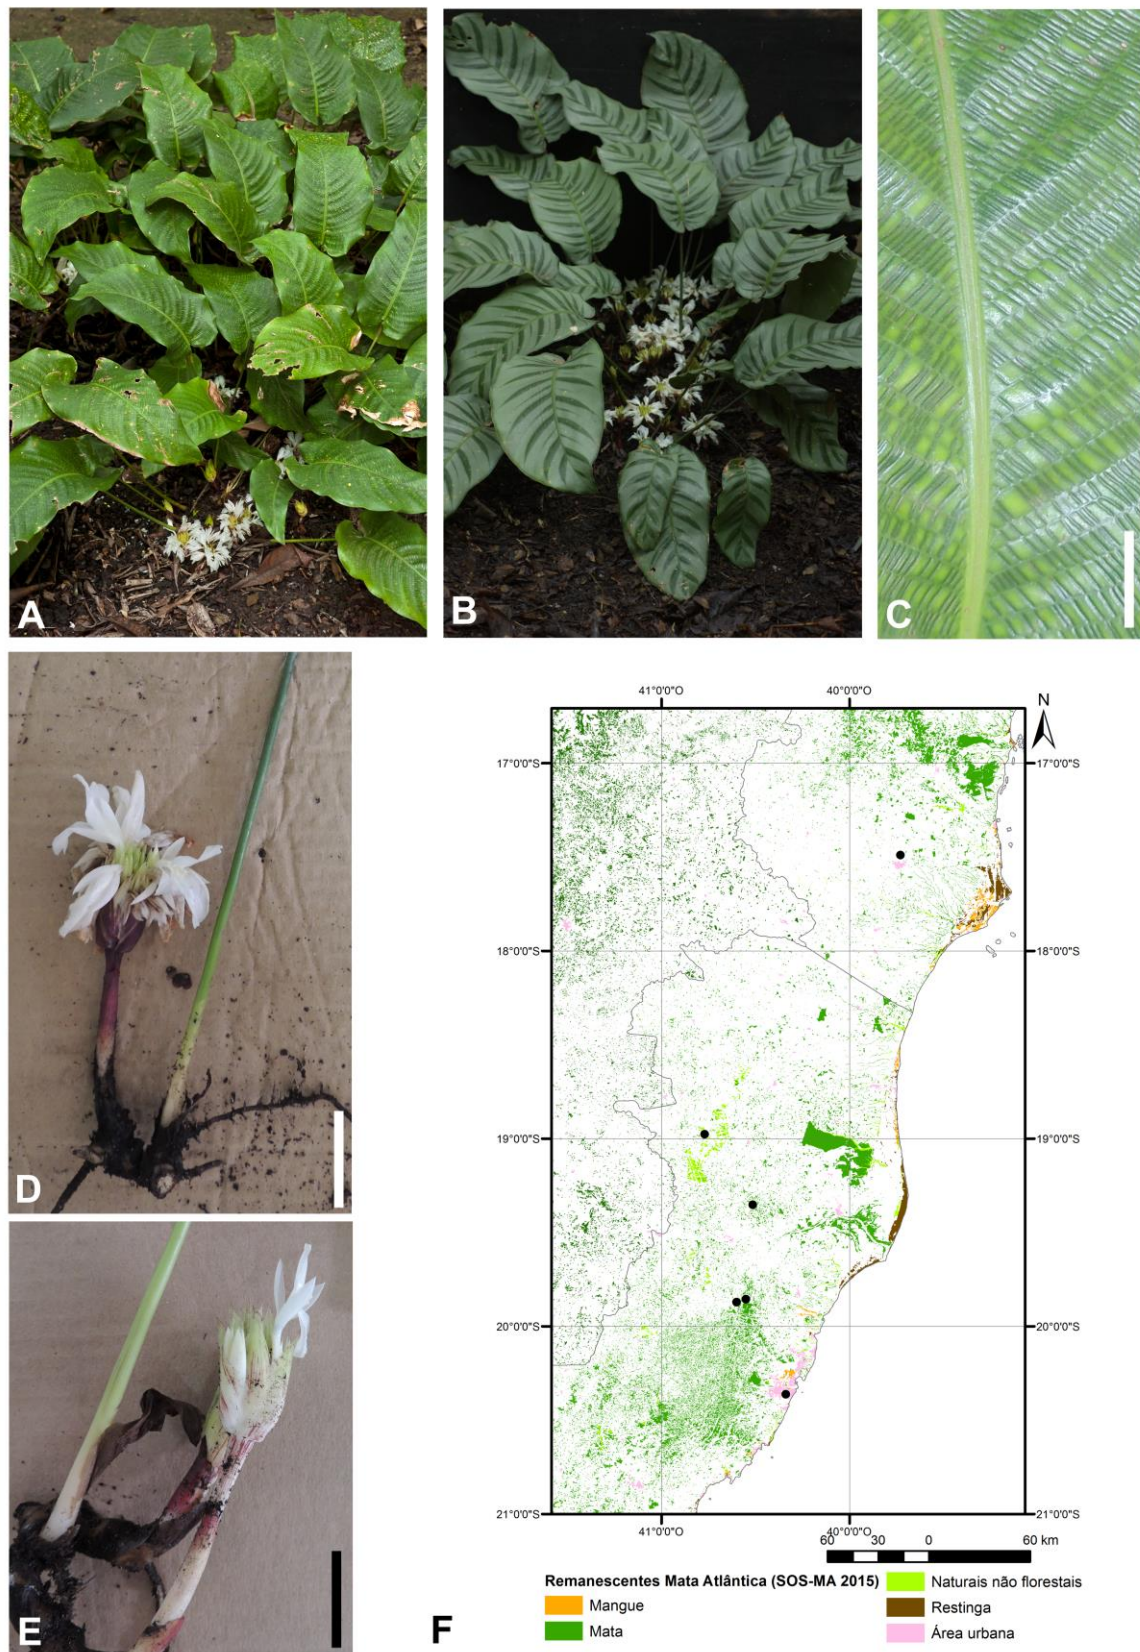 A
B
C
D
E
F
41°0'0"O 40°0'0"O
N
17°0'0"S 17°0'0"S
18°0'0"S 18°0'0"S
19°0'0"S 19°0'0"S
20°0'0"S 20°0'0"S
21°0'0"S 21°0'0"S
41°0'0"O 40°0'0"O
60 30 0 60 km
Remanescentes Mata Atlântica (SOS-MA 2015)
Mangue
Mata
Naturais não florestais
Restinga
Área urbana